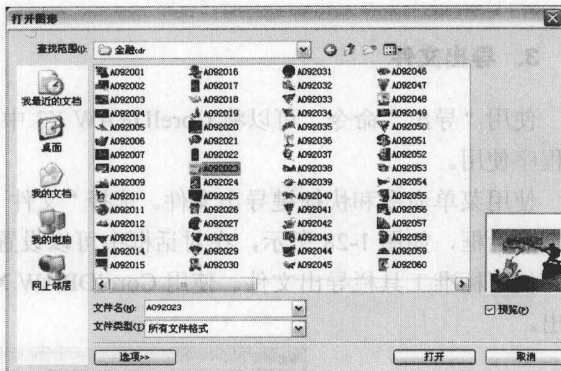 打开图形
查找范围(I):
金融cdr
我最近的文档
桌面
我的文档
我的电脑
网上邻居
A092001 A092016 A092031 A092046
A092002 A092017 A092032 A092047
A092003 A092018 A092033 A092048
A092004 A092019 A092034 A092049
A092005 A092020 A092035 A092050
A092006 A092021 A092036 A092051
A092007 A092022 A092037 A092052
A092008 A092023 A092038 A092053
A092009 A092024 A092039 A092054
A092010 A092025 A092040 A092055
A092011 A092026 A092041 A092056
A092012 A092027 A092042 A092057
A092013 A092028 A092043 A092058
A092014 A092029 A092044 A092059
A092015 A092030 A092045 A092060
文件名(N): A092023
文件类型(T) 所有文件格式
预览(P)
选项>>
打开
取消